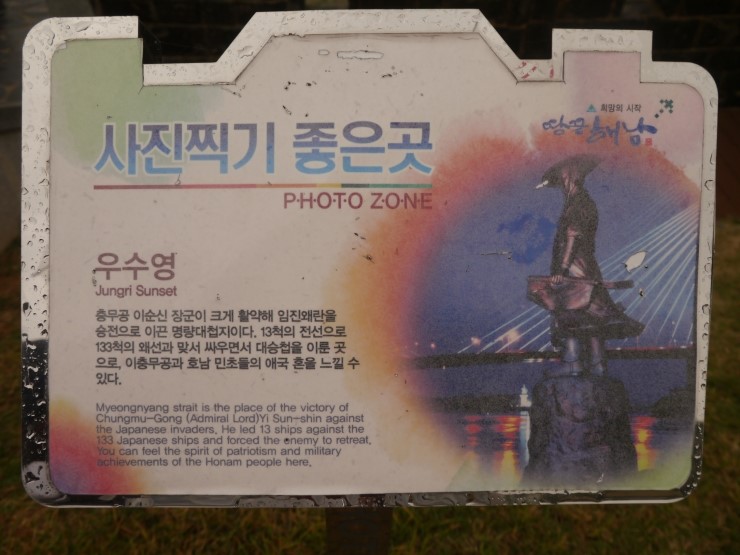 희망의 시작
땅끝해남
사진찍기 좋은곳
P·H·O·T·O Z·O·N·E
우수영
Jungri Sunset
충무공 이순신 장군이 크게 활약해 임진왜란을
승전으로 이끈 명량대첩지이다. 13척의 전선으로
133척의 왜선과 맞서 싸우면서 대승첩을 이룬 곳
으로, 이충무공과 호남 민초들의 애국 혼을 느낄 수
있다.
Myeongnyang strait is the place of the victory of
Chungmu-Gong (Admiral Lord)Yi Sun-shin against
the Japanese invaders. He led 13 ships against the
133 Japanese ships and forced the enemy to retreat.
You can feel the spirit of patriotism and military
achievements of the Honam people here.